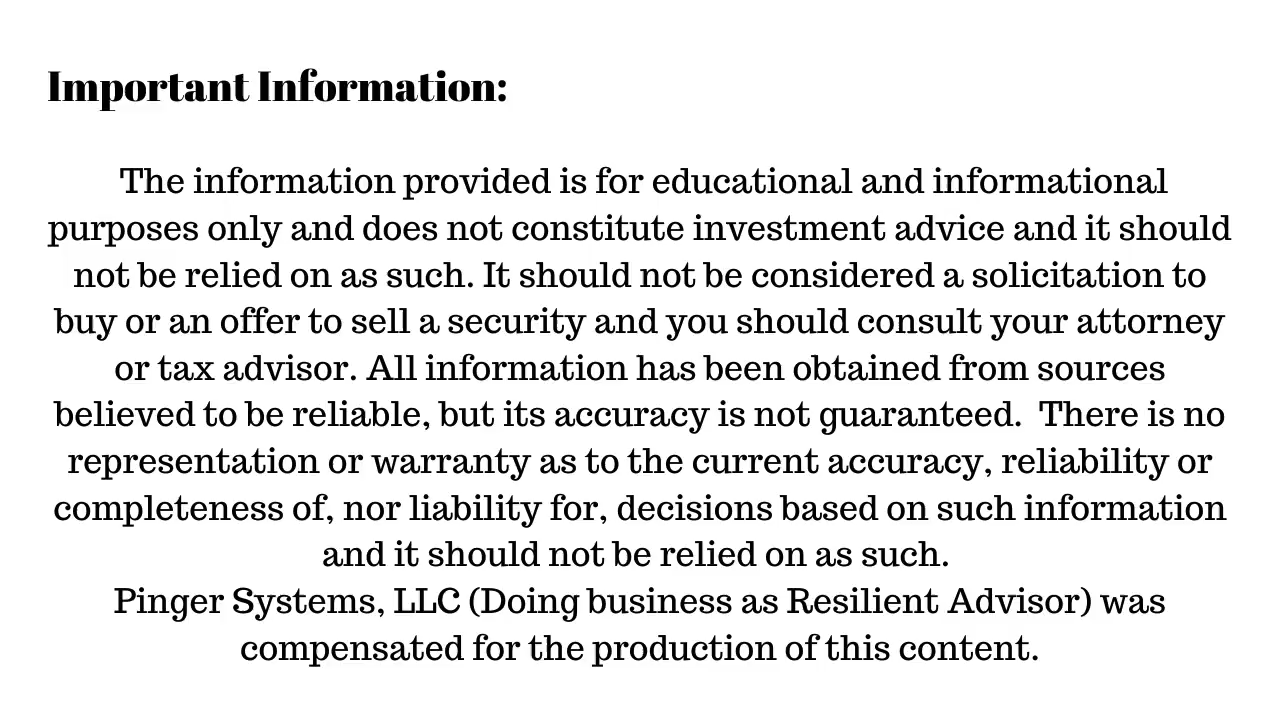 Important Information:
The information provided is for educational and informational
purposes only and does not constitute investment advice and it should
not be relied on as such. It should not be considered a solicitation to
buy or an offer to sell a security and you should consult your attorney
or tax advisor. All information has been obtained from sources
believed to be reliable, but its accuracy is not guaranteed.  There is no
representation or warranty as to the current accuracy, reliability or
completeness of, nor liability for, decisions based on such information
and it should not be relied on as such.
Pinger Systems, LLC (Doing business as Resilient Advisor) was
compensated for the production of this content.